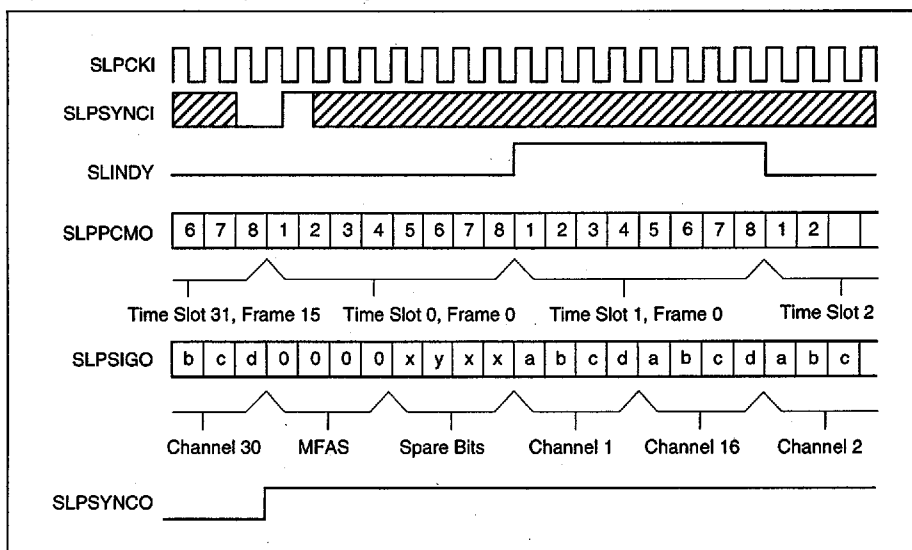 SLPCKI
SLPSYNCI
SLINDY
SLPPCMO 6 7 8 1 2 3 4 5 6 7 8 1 2 3 4 5 6 7 8 1 2
Time Slot 31, Frame 15 Time Slot 0, Frame 0 Time Slot 1, Frame 0 Time Slot 2
SLPSIGO b c d 0 0 0 0 x y x x a b c d a b c d a b c
Channel 30 MFAS Spare Bits Channel 1 Channel 16 Channel 2
SLPSYNCO